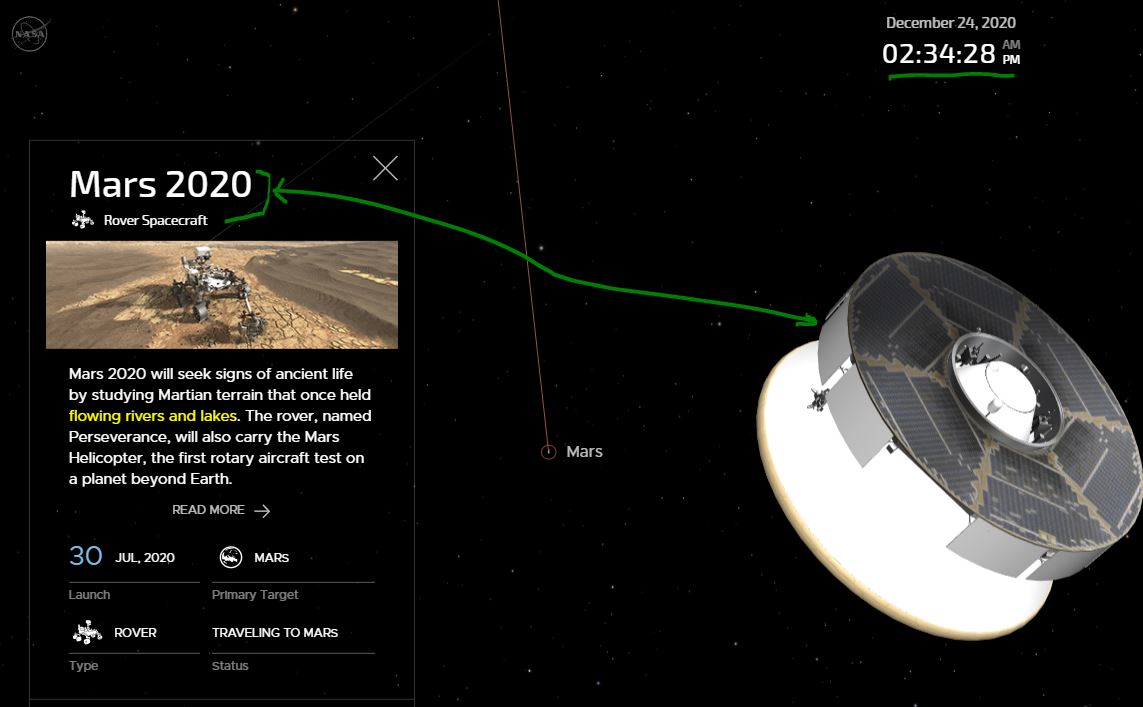 NASA
December 24, 2020
02:34:28 AM PM
Mars 2020
Rover Spacecraft
Mars 2020 will seek signs of ancient life
by studying Martian terrain that once held
flowing rivers and lakes. The rover, named
Perseverance, will also carry the Mars
Helicopter, the first rotary aircraft test on
a planet beyond Earth.
READ MORE
30 JUL, 2020 MARS
Launch Primary Target
ROVER TRAVELING TO MARS
Type Status
Mars